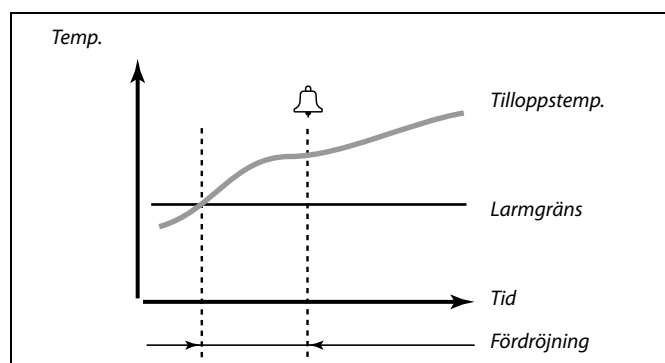 Temp.
Tilloppstemp.
Larmgräns
Tid
Fördröjning